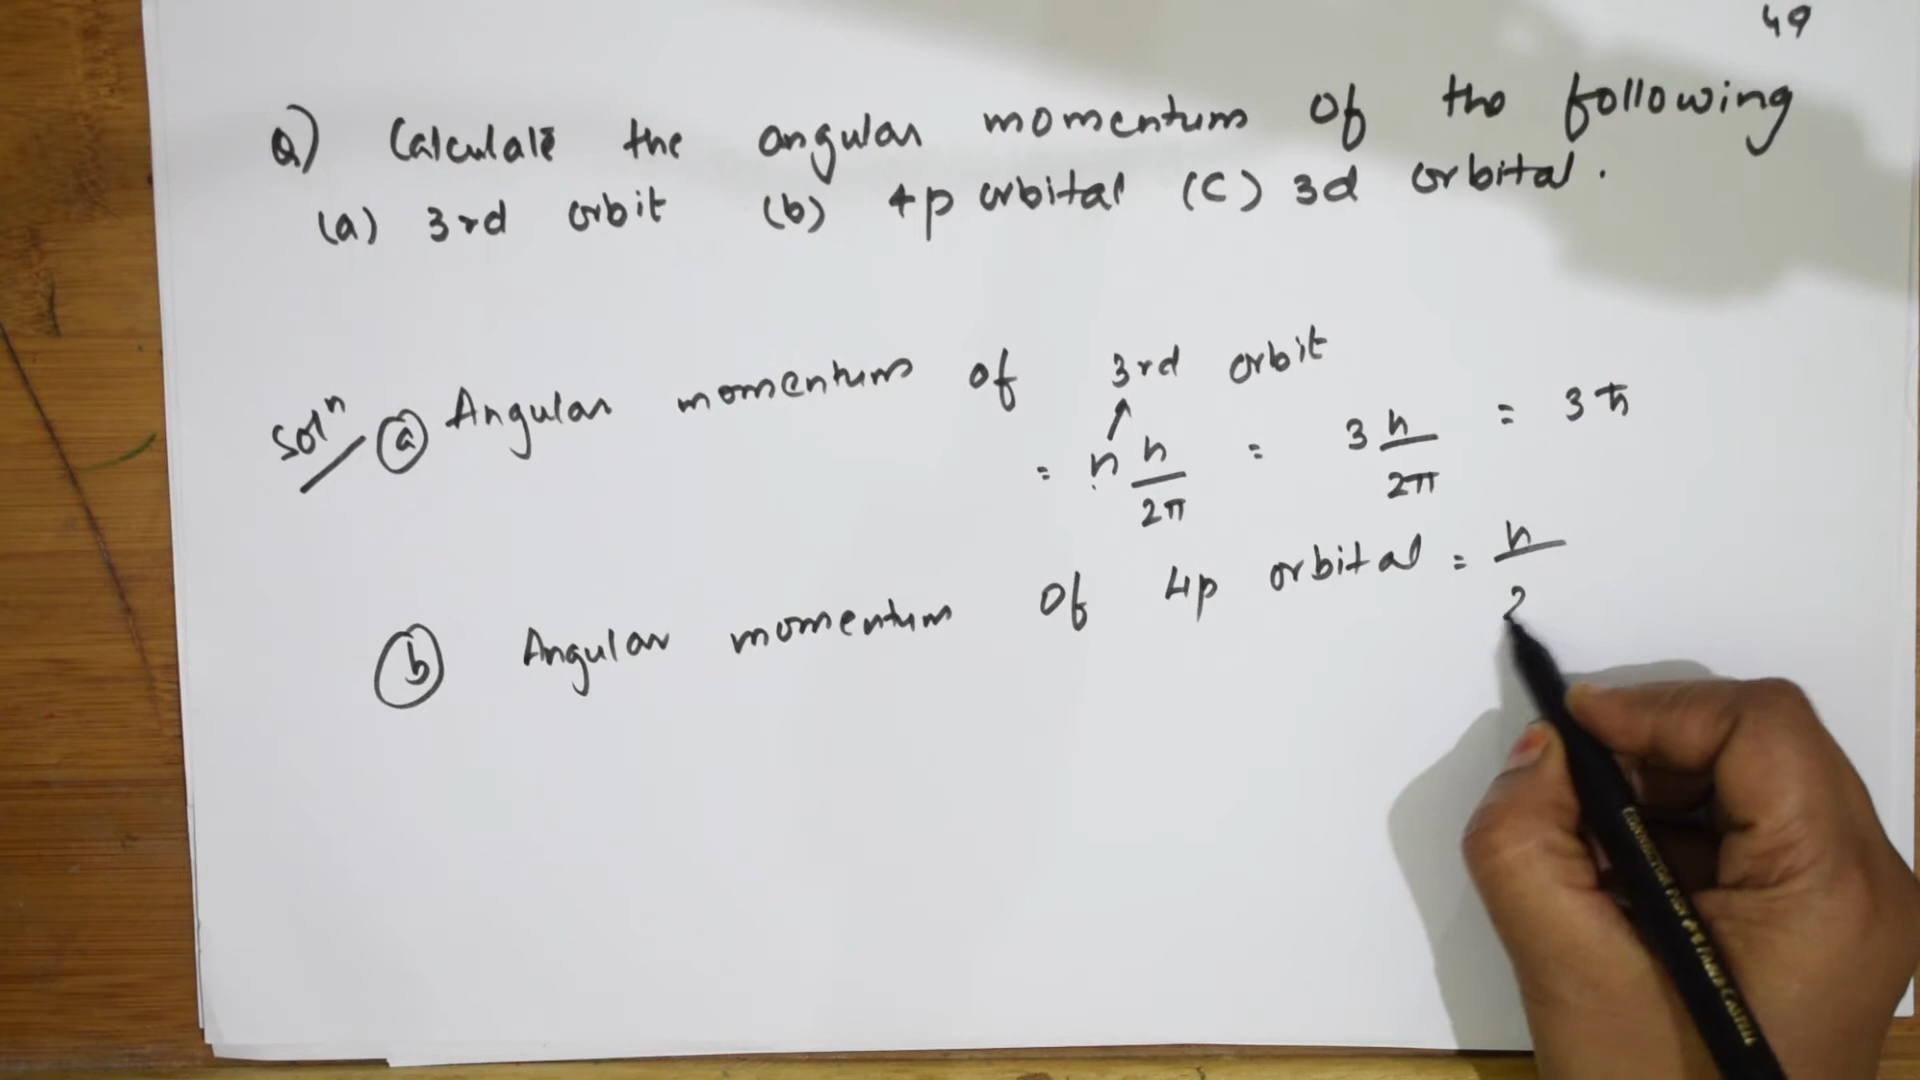 49
Q) Calculate the angular momentum of the following
(a) 3rd orbit (b) 4p orbital (c) 3d orbital.
Solⁿ (a) Angular momentum of 3rd orbit
= n h/2π = 3 h/2π = 3ħ
(b) Angular momentum of 4p orbital = h/2